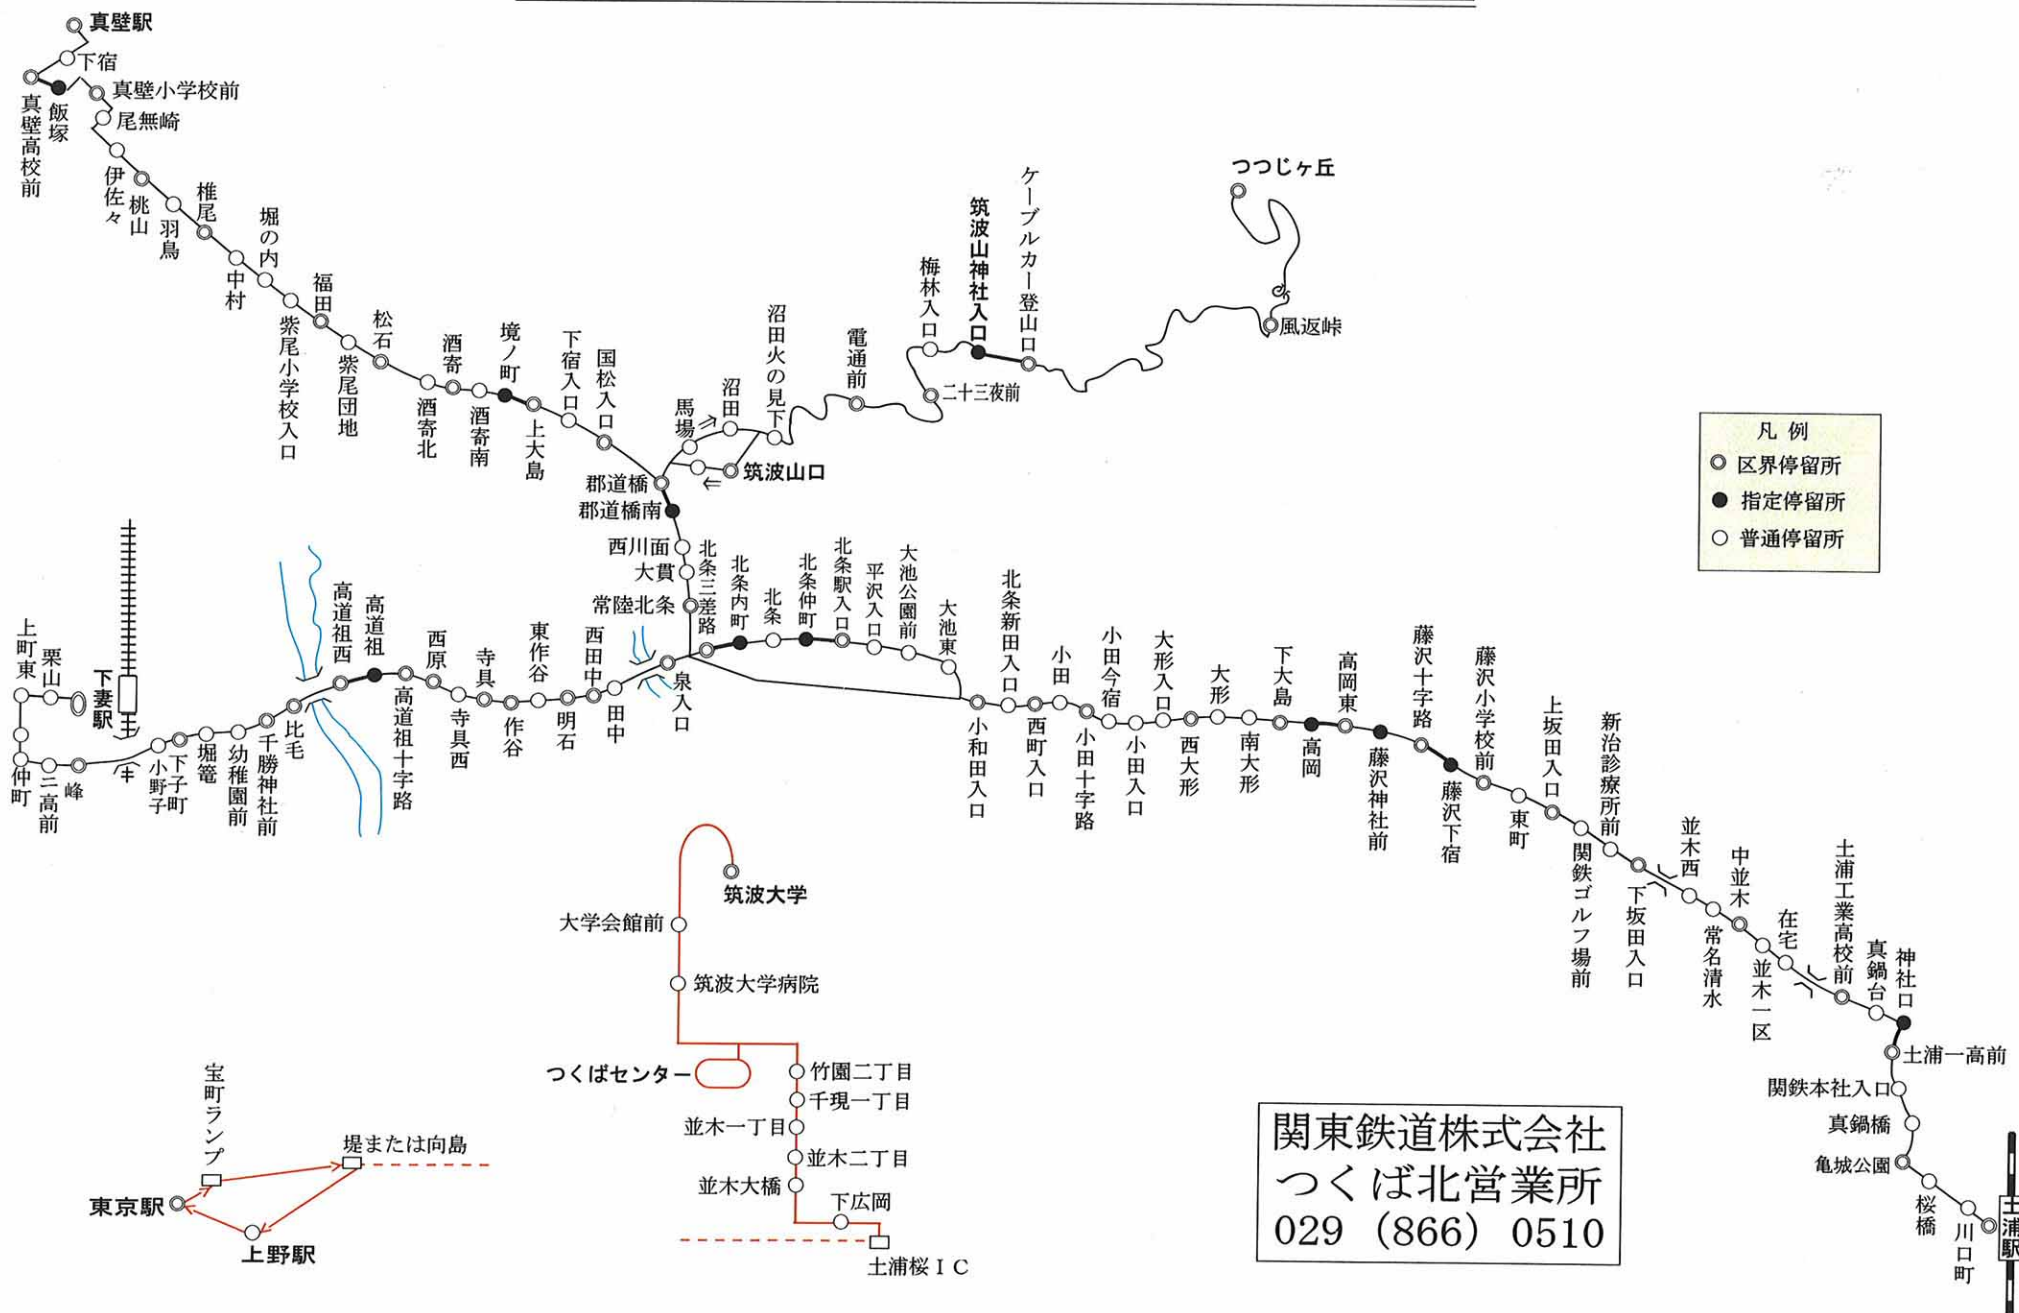 真壁駅
下宿
真壁高校前
飯塚
真壁小学校前
尾無崎
伊佐々
桃山
羽鳥
椎尾
中村
堀の内
紫尾小学校入口
福田
紫尾団地
松石
酒寄北
酒寄
酒寄南
境ノ町
上大島
下宿入口
国松入口
郡道橋
郡道橋南
西川面
大貫
常陸北条
馬場
沼田
沼田火の見下
筑波山口
電通前
二十三夜前
梅林入口
筑波山神社入口
ケーブルカー登山口
風返峠
つつじヶ丘
凡例
区界停留所
指定停留所
普通停留所
下妻駅
栗山
上町東
仲町
二高前
峰
小野子
下子町
堀篭
幼稚園前
千勝神社前
比毛
高道祖西
高道祖
高道祖十字路
西原
寺具西
寺具
作谷
東作谷
明石
西田中
田中
泉入口
北条三差路
北条内町
北条
北条仲町
北条駅入口
平沢入口
大池公園前
大池東
小和田入口
北条新田入口
西町入口
小田
小田十字路
小田今宿
小田入口
大形入口
西大形
大形
南大形
下大島
高岡
高岡東
藤沢神社前
藤沢十字路
藤沢下宿
藤沢小学校前
東町
上坂田入口
関鉄ゴルフ場前
新治診療所前
下坂田入口
並木西
常名清水
中並木
並木一区
在宅
土浦工業高校前
真鍋台
神社口
土浦一高前
関鉄本社入口
真鍋橋
亀城公園
桜橋
川口町
土浦駅
筑波大学
大学会館前
筑波大学病院
つくばセンター
竹園二丁目
千現一丁目
並木一丁目
並木二丁目
並木大橋
下広岡
土浦桜IC
宝町ランプ
堤または向島
東京駅
上野駅
関東鉄道株式会社
つくば北営業所
029（866）0510